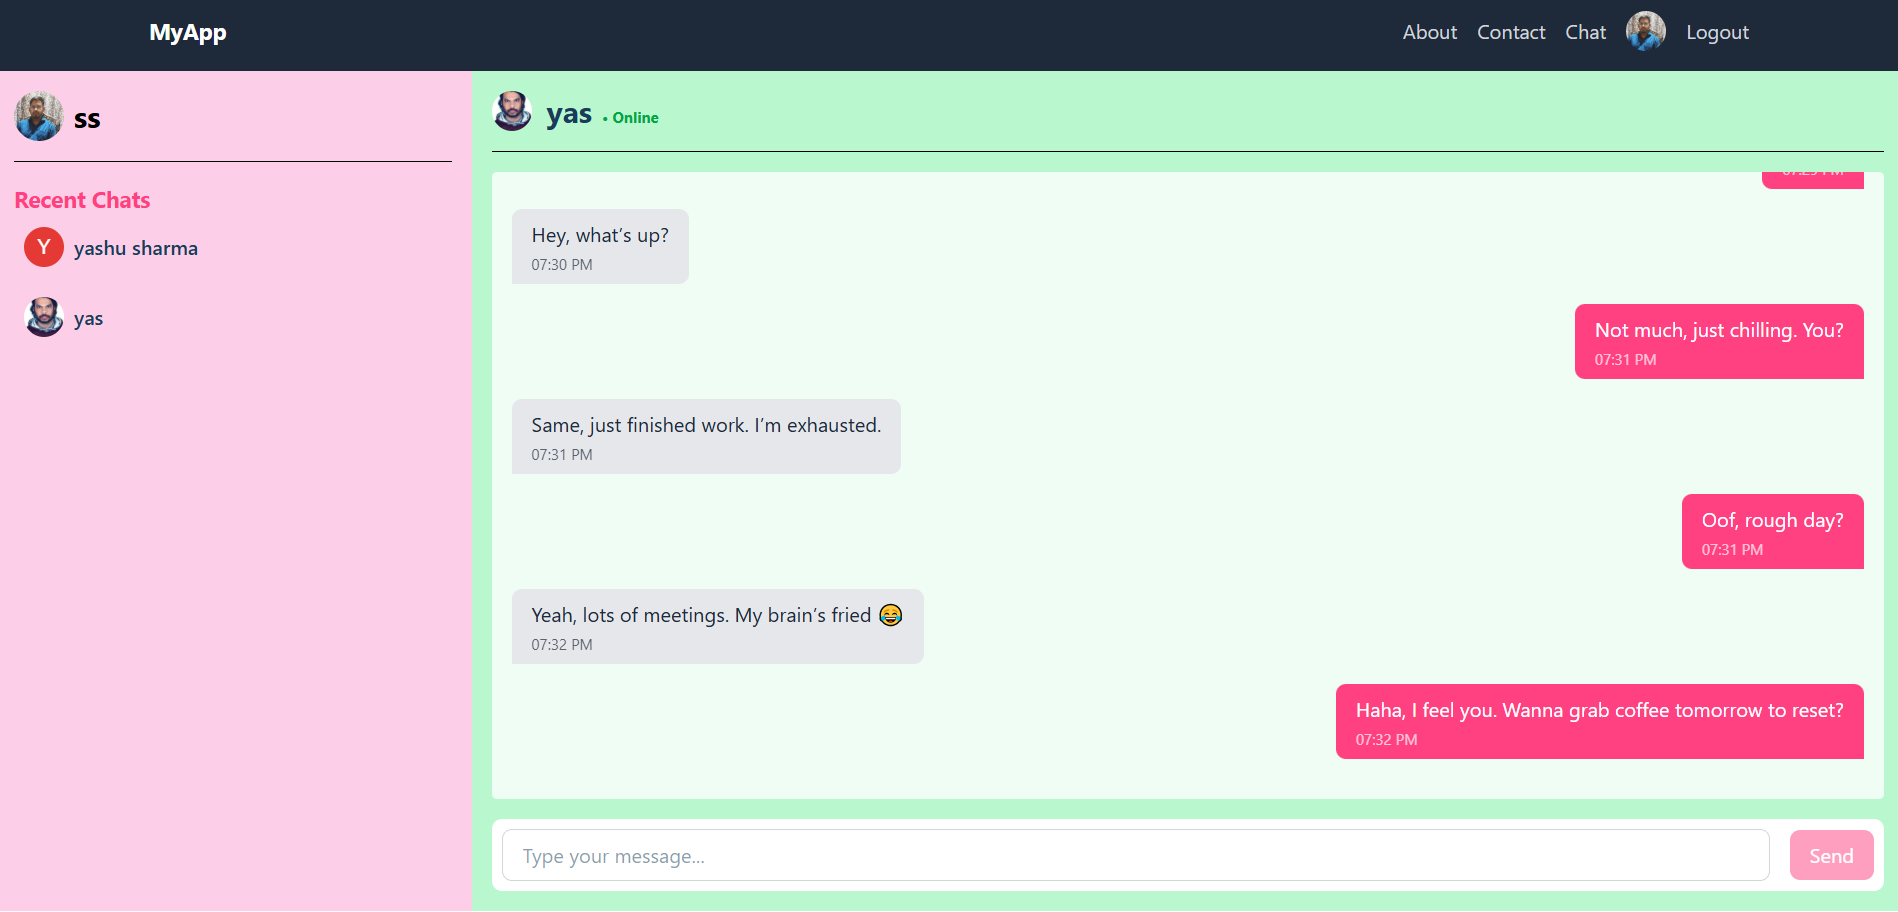 MyApp
About Contact Chat Logout
ss
Recent Chats
Y yashu sharma
yas
yas • Online
Hey, what’s up?
07:30 PM
Not much, just chilling. You?
07:31 PM
Same, just finished work. I’m exhausted.
07:31 PM
Oof, rough day?
07:31 PM
Yeah, lots of meetings. My brain’s fried 😂
07:32 PM
Haha, I feel you. Wanna grab coffee tomorrow to reset?
07:32 PM
Type your message...
Send